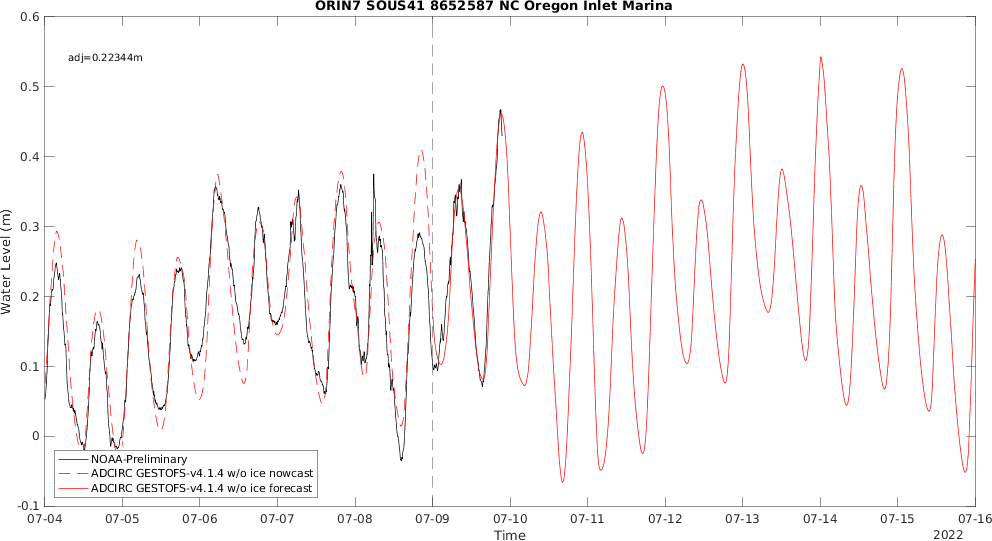 ORIN7 SOUS41 8652587 NC Oregon Inlet Marina
adj=0.22344m
Water Level (m)
0.6
0.5
0.4
0.3
0.2
0.1
0
-0.1
NOAA-Preliminary
ADCIRC GESTOFS-v4.1.4 w/o ice nowcast
ADCIRC GESTOFS-v4.1.4 w/o ice forecast
07-04 07-05 07-06 07-07 07-08 07-09 07-10 07-11 07-12 07-13 07-14 07-15 07-16
Time
2022